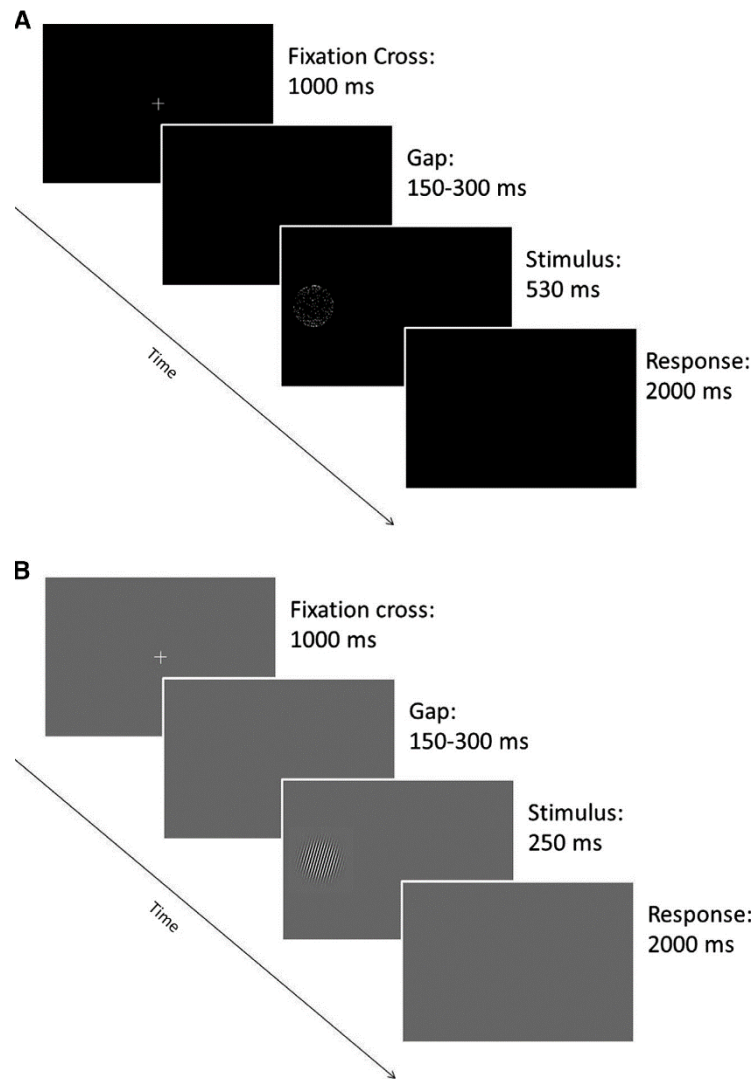 A
Fixation Cross:
1000 ms
Gap:
150-300 ms
Stimulus:
530 ms
Response:
2000 ms
Time
B
Fixation cross:
1000 ms
Gap:
150-300 ms
Stimulus:
250 ms
Response:
2000 ms
Time